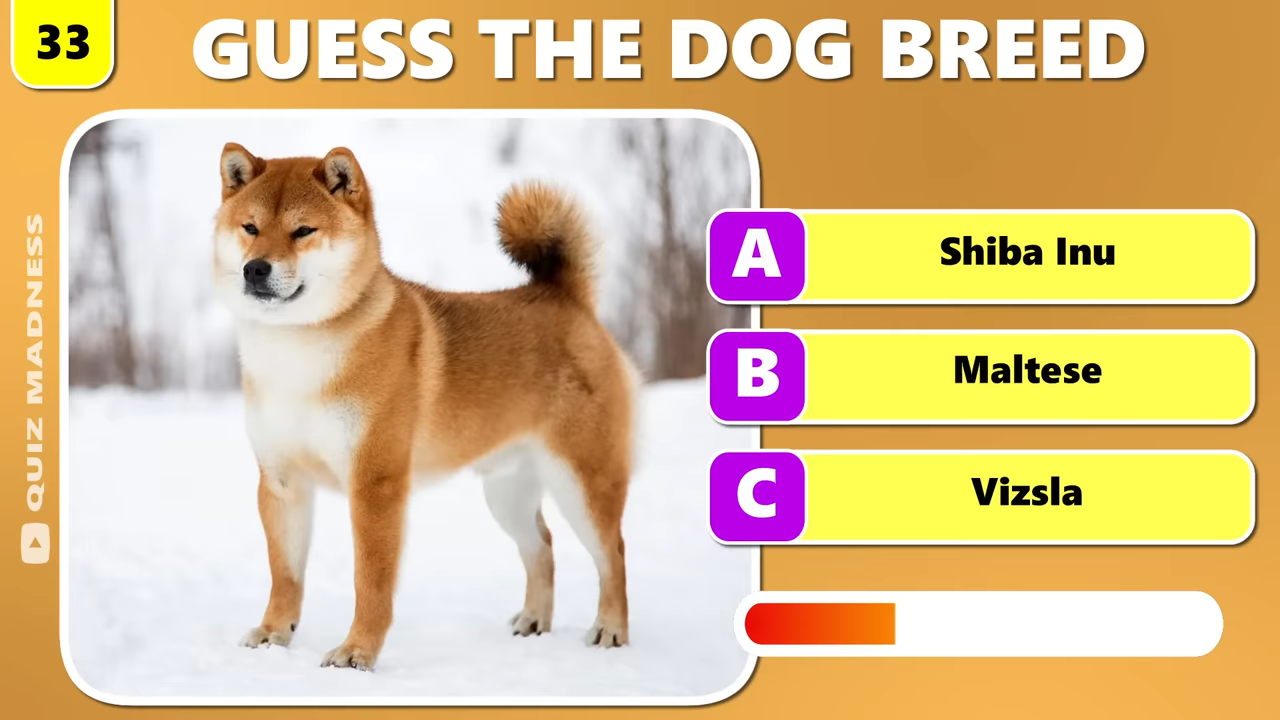 33
GUESS THE DOG BREED
QUIZ MADNESS
A Shiba Inu
B Maltese
C Vizsla